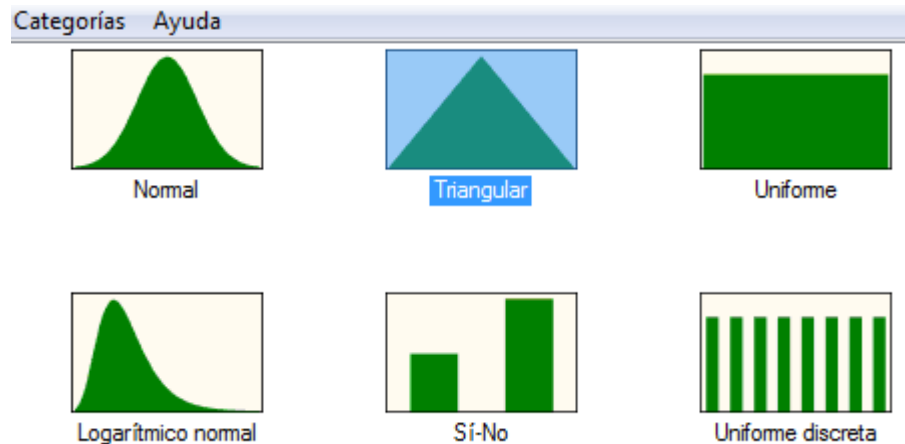 Categorías Ayuda
Normal Triangular Uniforme
Logarítmico normal Sí-No Uniforme discreta